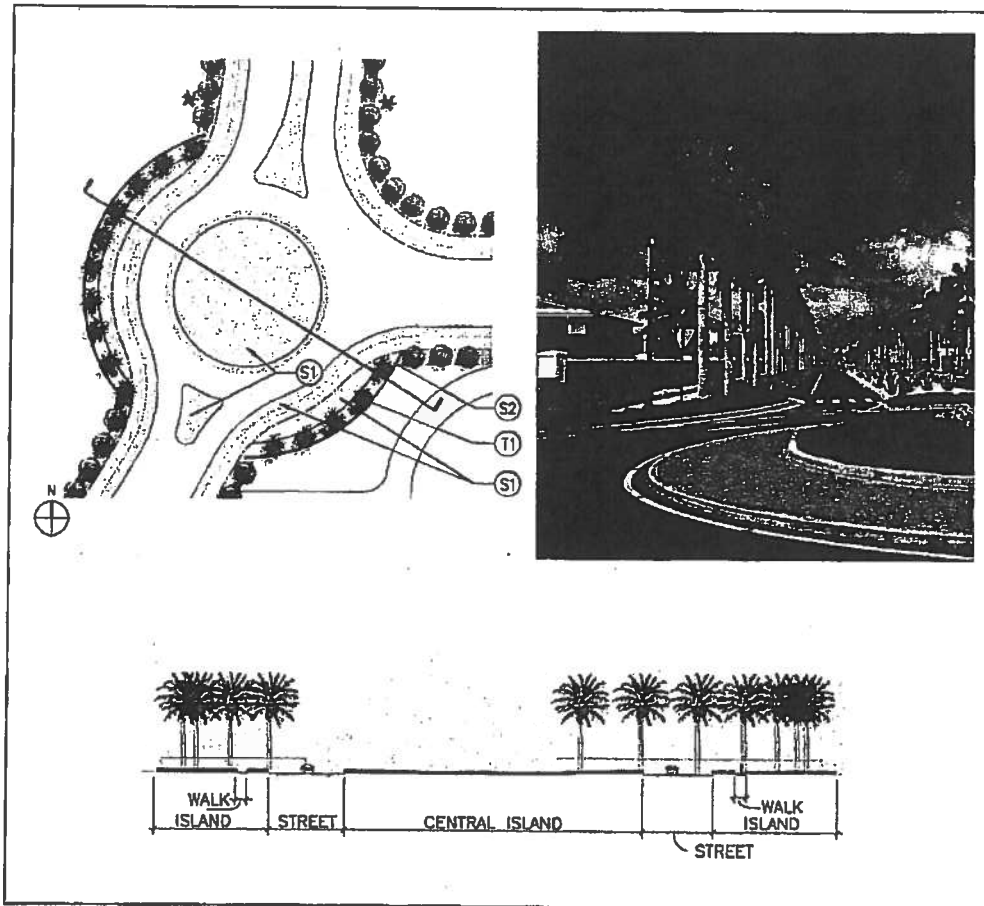 S1
S2
T1
S1
N
WALK
ISLAND
STREET
CENTRAL ISLAND
WALK
ISLAND
STREET